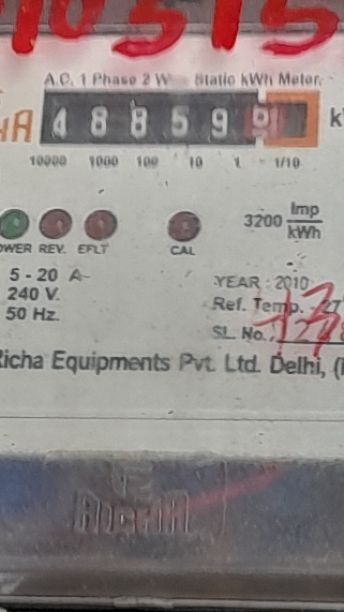 A.C. 1 Phase 2 W Static kWh Meter.
4 8 8 5 9
10000 1000 100 10 1 1/10
REV. EFLT CAL
3200 Imp/kWh
5 - 20 A
240 V.
50 Hz.
YEAR : 2010
Ref. Temp.
SL. No.
Richa Equipments Pvt. Ltd. Delhi, (
RICHA